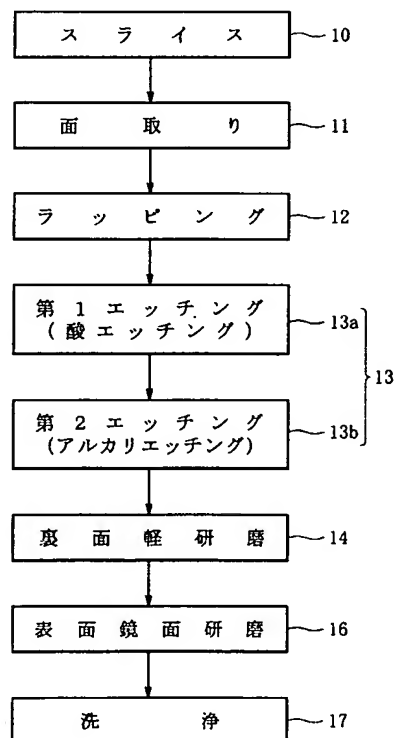 スライス 10
面取り 11
ラッピング 12
第1エッチング
(酸エッチング) 13a
13
第2エッチング
(アルカリエッチング) 13b
裏面軽研磨 14
表面鏡面研磨 16
洗浄 17